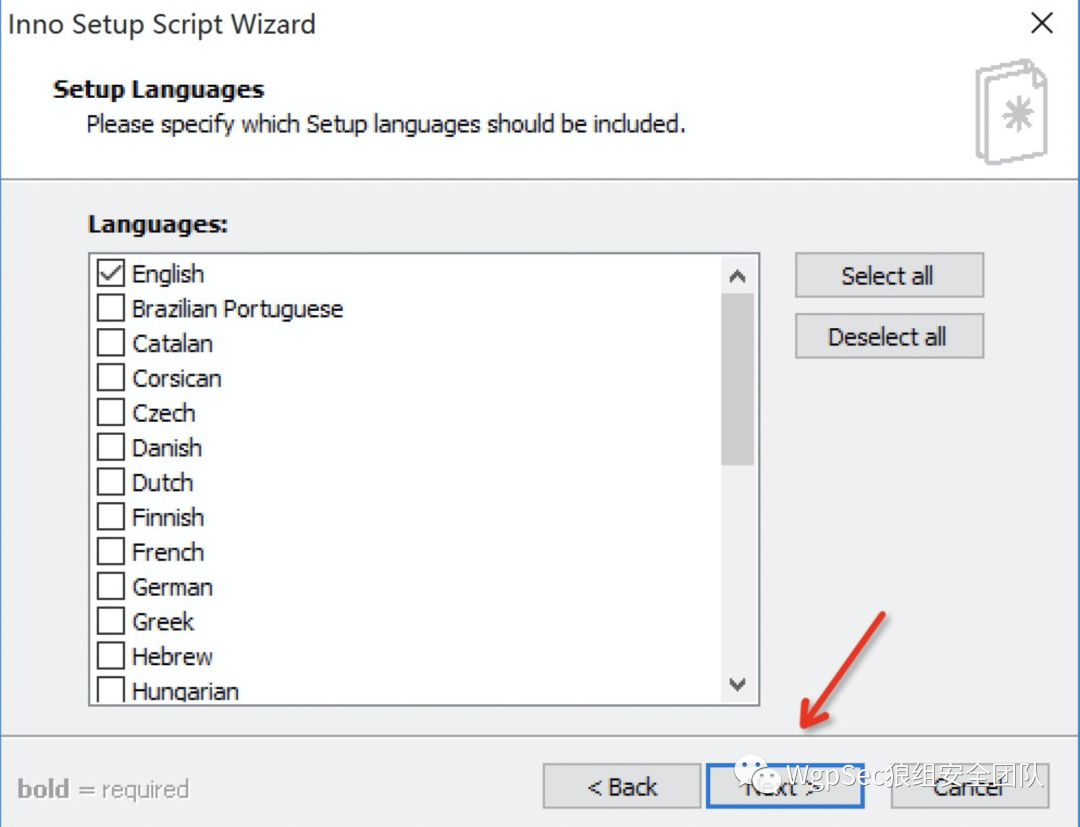 Inno Setup Script Wizard
Setup Languages
Please specify which Setup languages should be included.
Languages:
English
Select all
Brazilian Portuguese
Deselect all
Catalan
Corsican
Czech
Danish
Dutch
Finnish
French
German
Greek
Hebrew
Hungarian
bold = required
< Back
Next >
Cancel
WgpSec狼组安全团队